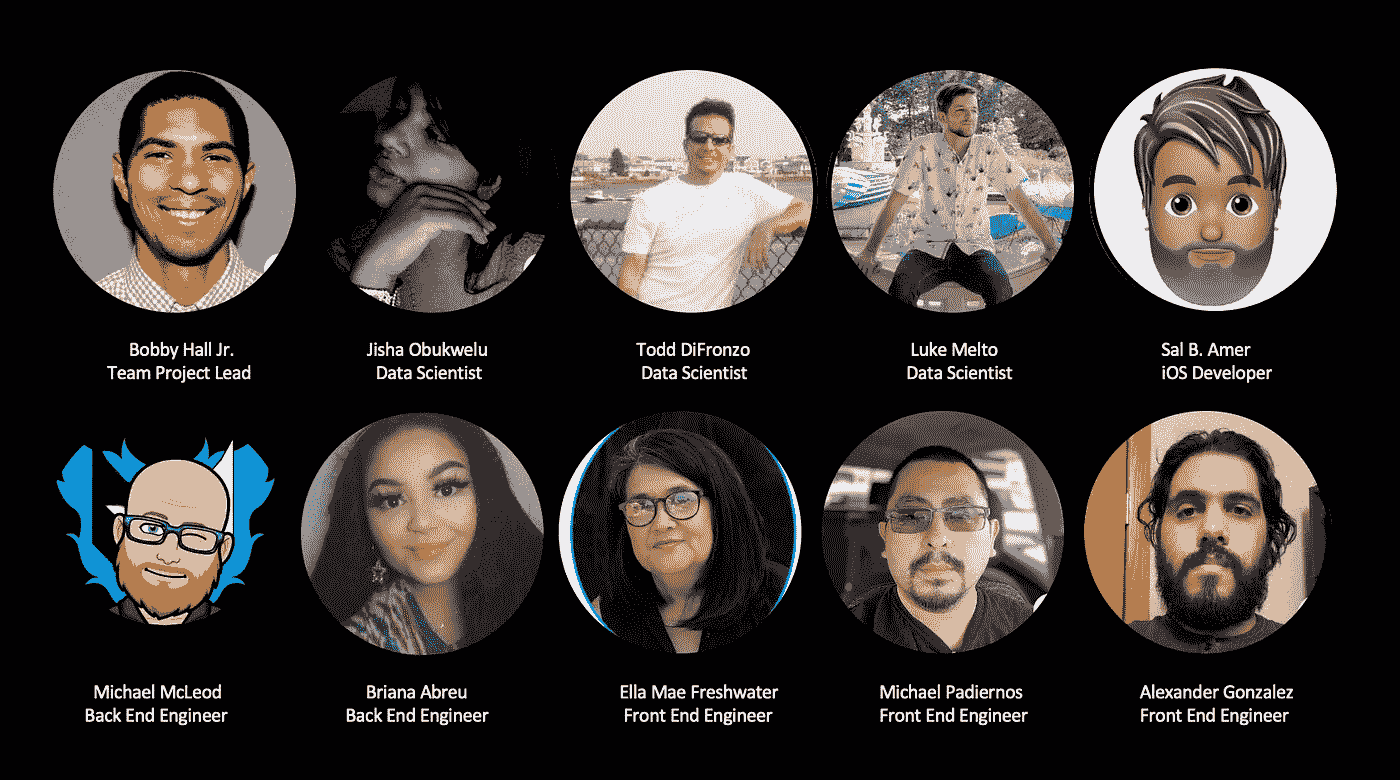 Bobby Hall Jr.
Team Project Lead
Jisha Obukwelu
Data Scientist
Todd DiFronzo
Data Scientist
Luke Melto
Data Scientist
Sal B. Amer
iOS Developer
Michael McLeod
Back End Engineer
Briana Abreu
Back End Engineer
Ella Mae Freshwater
Front End Engineer
Michael Padiernos
Front End Engineer
Alexander Gonzalez
Front End Engineer